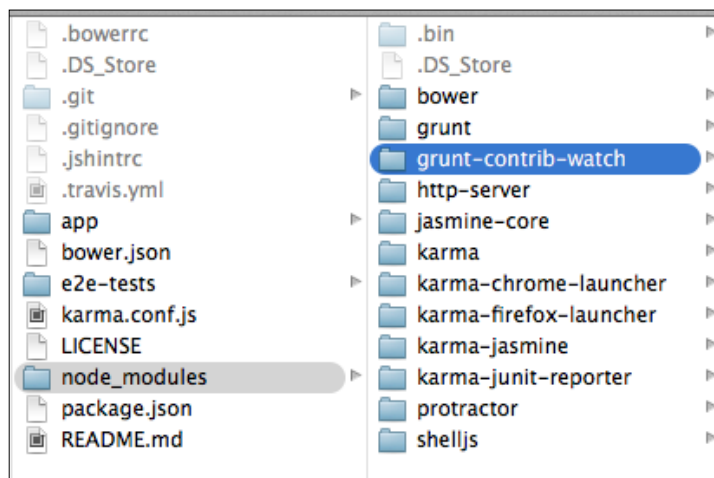 .bowerrc
.DS_Store
.git
.gitignore
.jshintrc
.travis.yml
app
bower.json
e2e-tests
karma.conf.js
LICENSE
node_modules
package.json
README.md
.bin
.DS_Store
bower
grunt
grunt-contrib-watch
http-server
jasmine-core
karma
karma-chrome-launcher
karma-firefox-launcher
karma-jasmine
karma-junit-reporter
protractor
shelljs